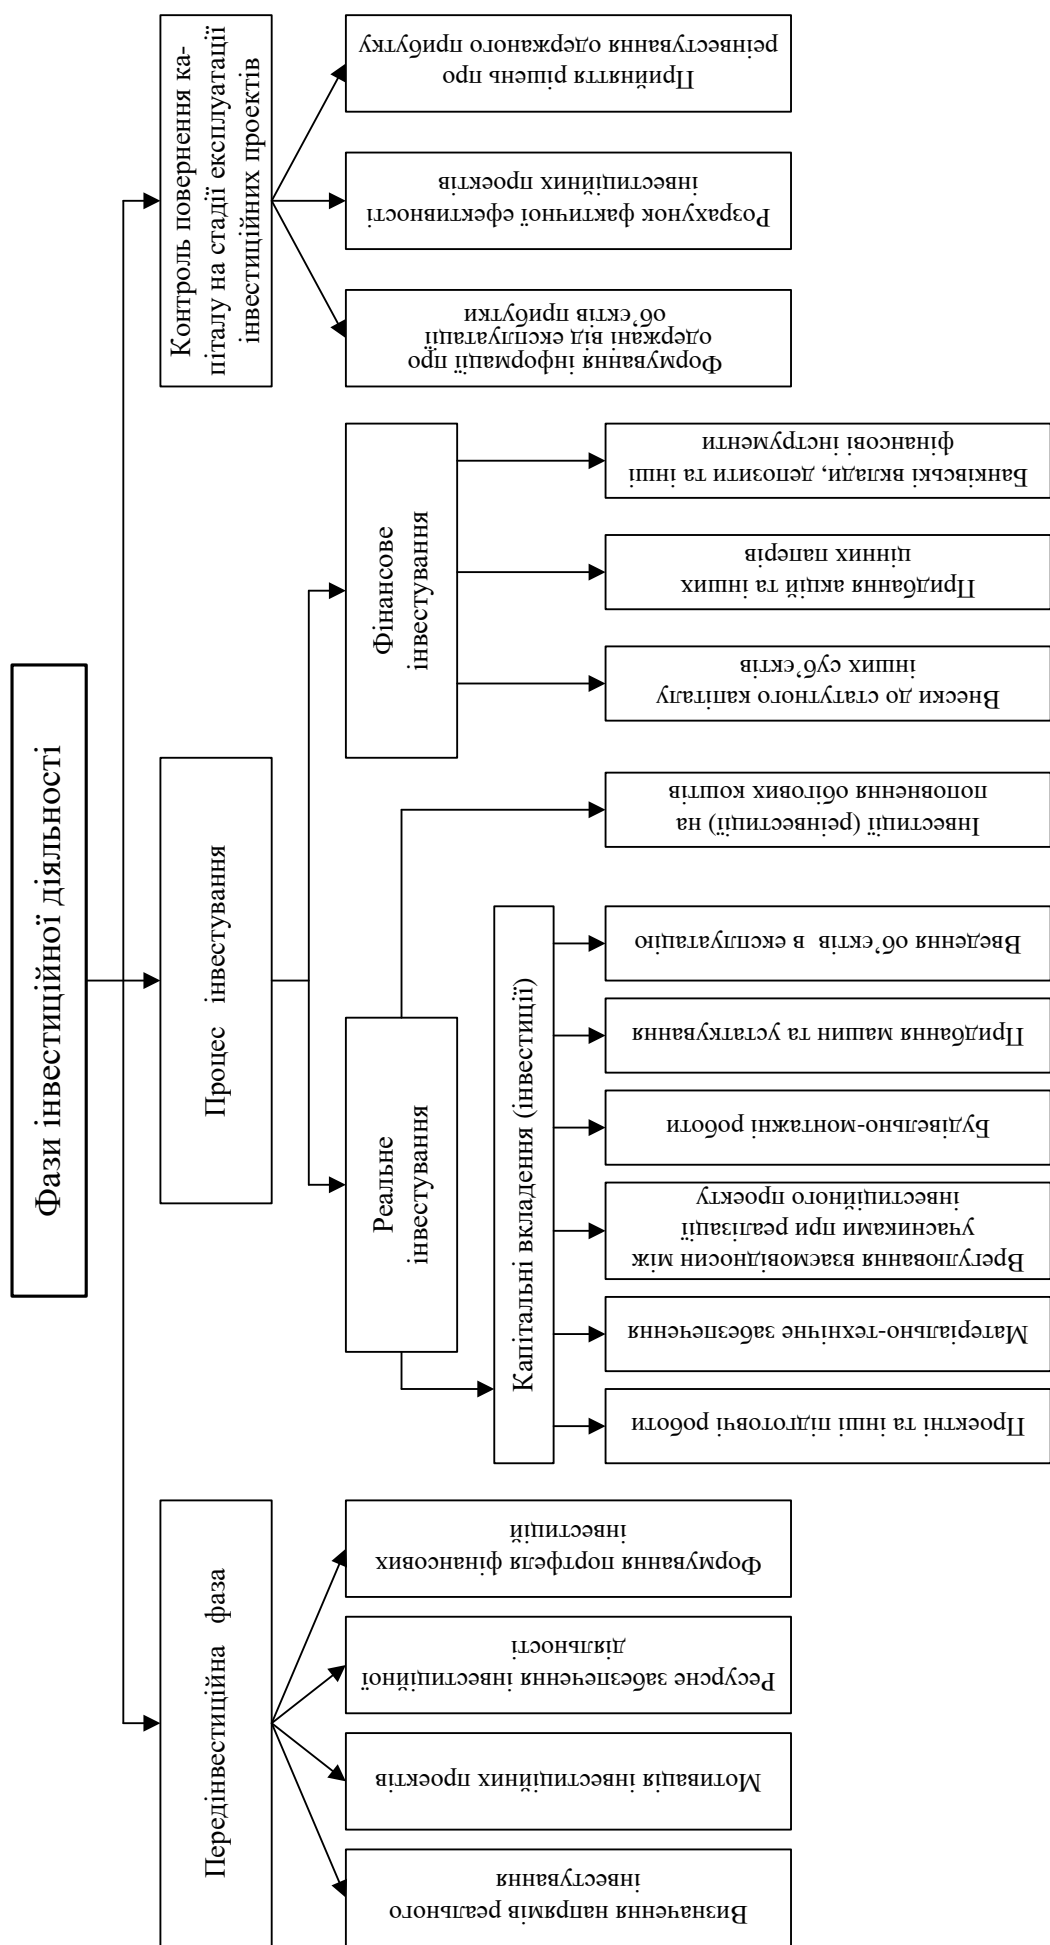 Фази інвестиційної діяльності
Передінвестиційна фаза
Процес інвестування
Контроль повернення ка-
піталу на стадії експлуатації
інвестиційних проектів
Визначення напрямів реального
інвестування
Мотивація інвестиційних проектів
Ресурсне забезпечення інвестиційної
діяльності
Формування портфеля фінансових
інвестицій
Реальне
інвестування
Фінансове
інвестування
Формування інформації про
одержані від експлуатації
об’єктів прибутки
Розрахунок фактичної ефективності
інвестиційних проектів
Прийняття рішень про
реінвестування одержаного прибутку
Капітальні вкладення (інвестиції)
Проектні та інші підготовчі роботи
Матеріально-технічне забезпечення
Врегулювання взаємовідносин між
учасниками при реалізації
інвестиційного проекту
Будівельно-монтажні роботи
Придбання машин та устаткування
Введення об’єктів в експлуатацію
Інвестиції (реінвестиції) на
поповнення обігових коштів
Внески до статутного капіталу
інших суб’єктів
Придбання акцій та інших
цінних паперів
Банківські вклади, депозити та інші
фінансові інструменти